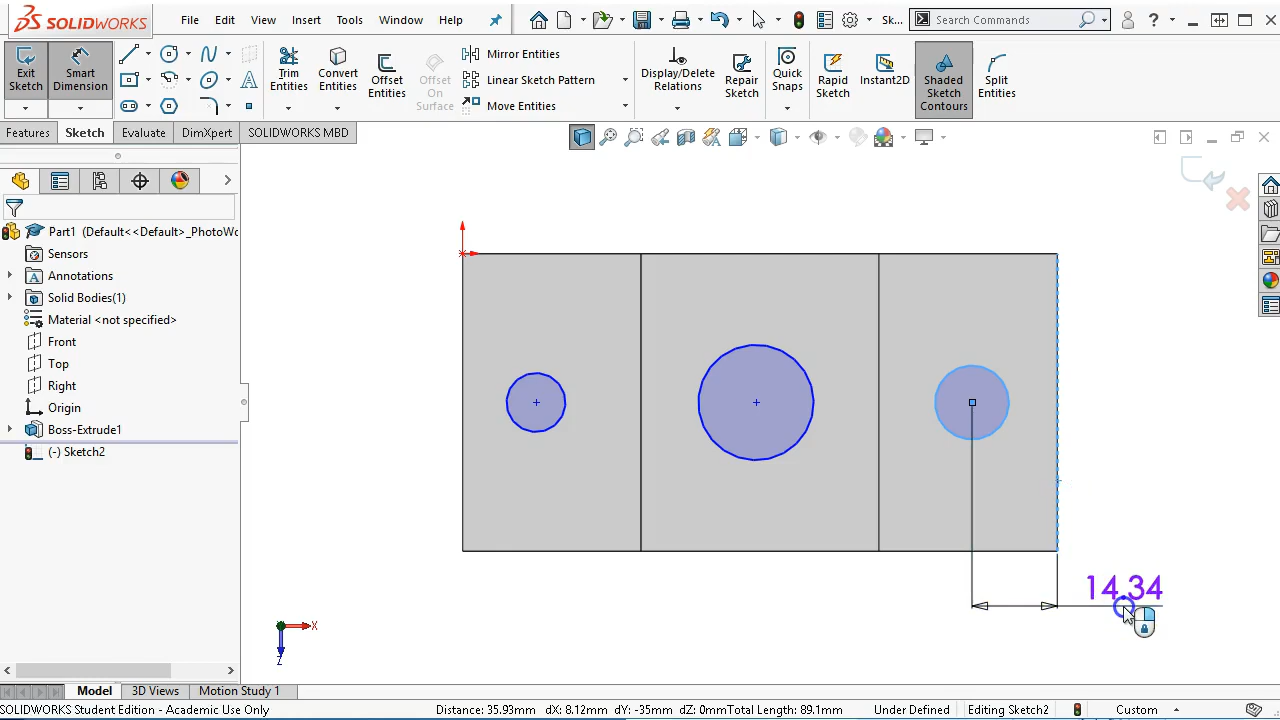 SOLIDWORKS File Edit View Insert Tools Window Help Sk... Search Commands ?
Exit Sketch
Smart Dimension
Trim Entities
Convert Entities
Offset Entities
Offset On Surface
Mirror Entities
Linear Sketch Pattern
Move Entities
Display/Delete Relations
Repair Sketch
Quick Snaps
Rapid Sketch
Instant2D
Shaded Sketch Contours
Split Entities
Features Sketch Evaluate DimXpert SOLIDWORKS MBD
Part1 (Default<<Default>_PhotoWo
Sensors
Annotations
Solid Bodies(1)
Material <not specified>
Front
Top
Right
Origin
Boss-Extrude1
(-) Sketch2
14.34
X
Z
Model 3D Views Motion Study 1
SOLIDWORKS Student Edition - Academic Use Only Distance: 35.93mm dX: 8.12mm dY: -35mm dZ: 0mm Total Length: 89.1mm Under Defined Editing Sketch2 Custom